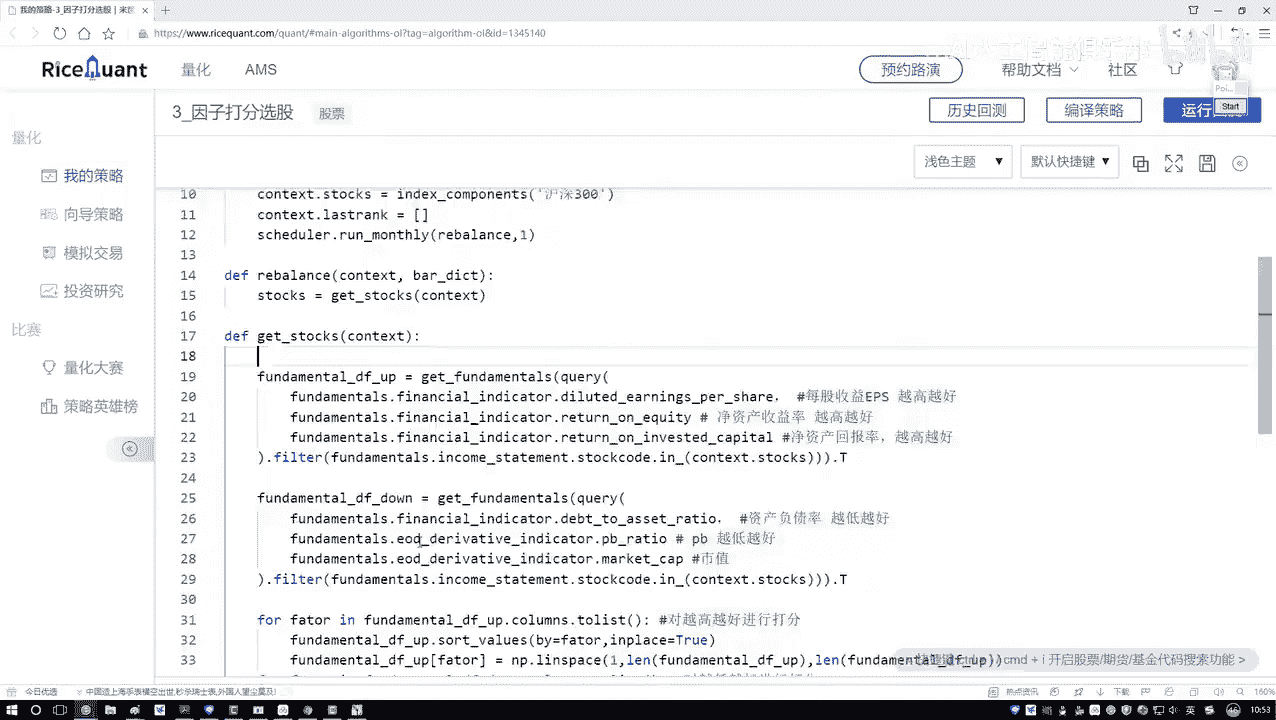 我的策略-3_因子打分选股 | 米筐
https://www.ricequant.com/quant/#main-algorithms-ol?tag=algorithm-ol&id=1345140
RiceQuant 量化 AMS 预约路演 帮助文档 社区
Start
3_因子打分选股 股票 历史回测 编译策略 运行
量化
浅色主题 默认快捷键
我的策略
向导策略
模拟交易
投资研究
比赛
量化大赛
策略英雄榜
10 context.stocks = index_components('沪深300')
11 context.lastrank = []
12 scheduler.run_monthly(rebalance,1)
13
14 def rebalance(context, bar_dict):
15 stocks = get_stocks(context)
16
17 def get_stocks(context):
18
19 fundamental_df_up = get_fundamentals(query(
20 fundamentals.financial_indicator.diluted_earnings_per_share, #每股收益EPS 越高越好
21 fundamentals.financial_indicator.return_on_equity # 净资产收益率 越高越好
22 fundamentals.financial_indicator.return_on_invested_capital #净资产回报率，越高越好
23 ).filter(fundamentals.income_statement.stockcode.in_(context.stocks))).T
24
25 fundamental_df_down = get_fundamentals(query(
26 fundamentals.financial_indicator.debt_to_asset_ratio, #资产负债率 越低越好
27 fundamentals.eod_derivative_indicator.pb_ratio # pb 越低越好
28 fundamentals.eod_derivative_indicator.market_cap #市值
29 ).filter(fundamentals.income_statement.stockcode.in_(context.stocks))).T
30
31 for fator in fundamental_df_up.columns.tolist(): #对越高越好进行打分
32 fundamental_df_up.sort_values(by=fator,inplace=True)
33 fundamental_df_up[fator] = np.linspace(1,len(fundamental_df_up),len(fundamental_df_up))
cmd + i 开启股票/期货/基金代码搜索功能 >
今日优选 中国造上海手表横空出世,秒杀瑞士表,外国人望尘莫及! 热点资讯 下载 160%
英 10:53